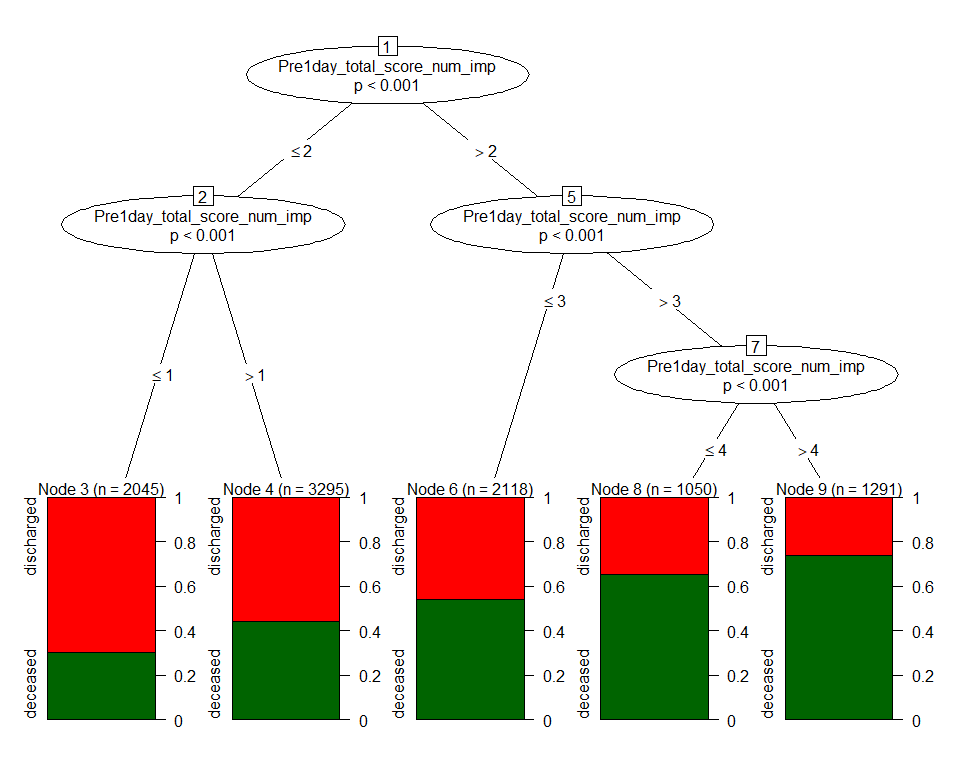 1
Pre1day_total_score_num_imp
p < 0.001
≤ 2
> 2
2
Pre1day_total_score_num_imp
p < 0.001
5
Pre1day_total_score_num_imp
p < 0.001
≤ 3
> 3
7
Pre1day_total_score_num_imp
p < 0.001
≤ 1
> 1
≤ 4
> 4
Node 3 (n = 2045)
discharged
deceased
1
0.8
0.6
0.4
0.2
0
Node 4 (n = 3295)
discharged
deceased
1
0.8
0.6
0.4
0.2
0
Node 6 (n = 2118)
discharged
deceased
1
0.8
0.6
0.4
0.2
0
Node 8 (n = 1050)
discharged
deceased
1
0.8
0.6
0.4
0.2
0
Node 9 (n = 1291)
discharged
deceased
1
0.8
0.6
0.4
0.2
0